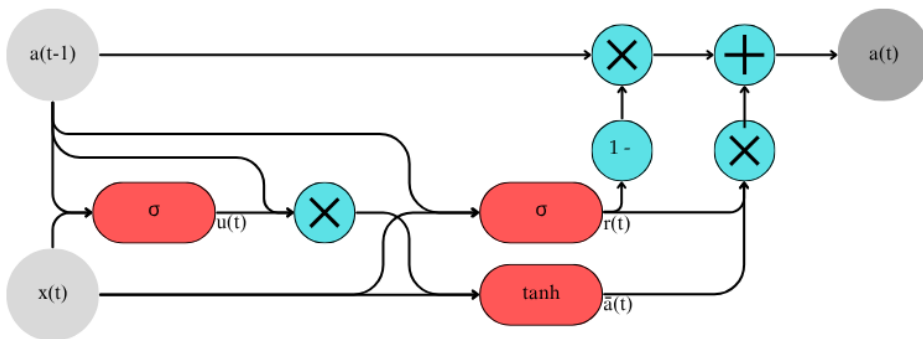 a(t-1)
a(t)
1 -
σ
u(t)
σ
r(t)
x(t)
tanh
ā(t)